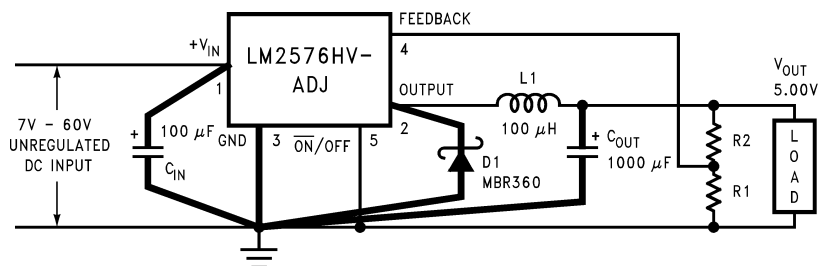 FEEDBACK
+VIN
4
LM2576HV-
ADJ
1
OUTPUT
L1
VOUT
5.00V
7V - 60V
UNREGULATED
DC INPUT
+
100 μF
CIN
GND
3
ON/OFF
5
2
100 μH
D1
MBR360
+
COUT
1000 μF
R2
R1
LOAD